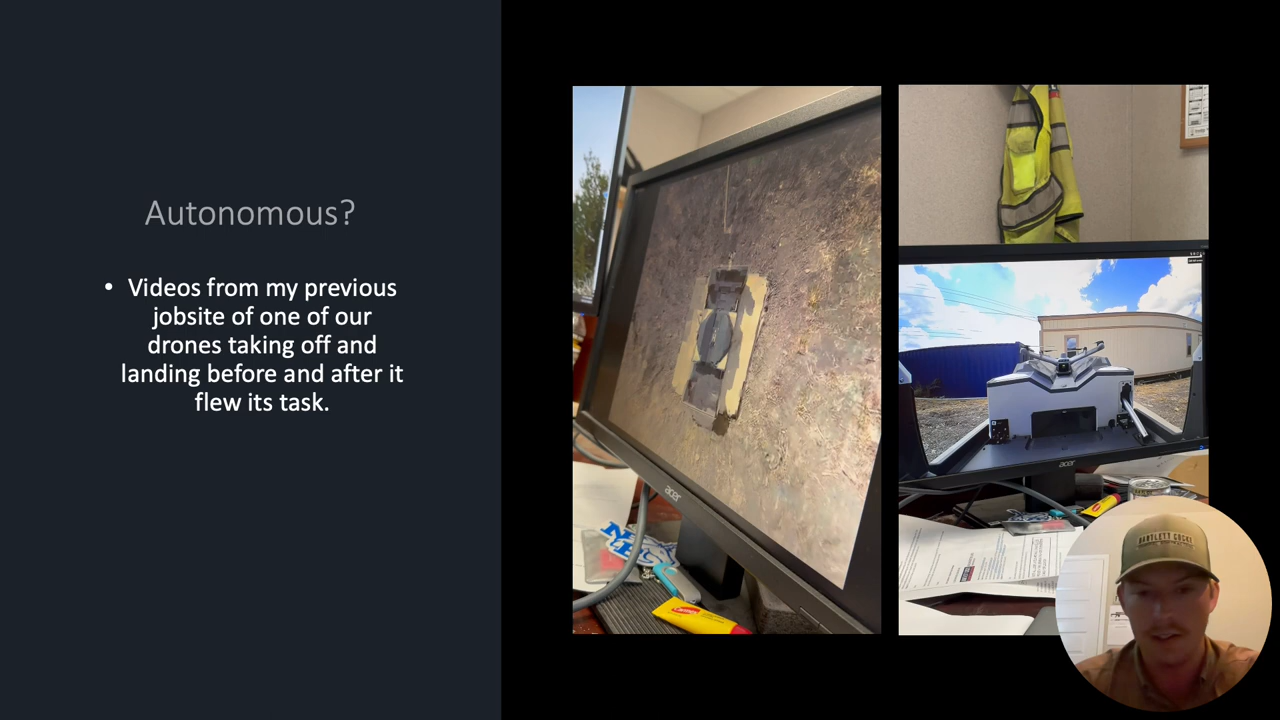 Autonomous?
• Videos from my previous
jobsite of one of our
drones taking off and
landing before and after it
flew its task.
acer
acer
BARTLETT COCKE